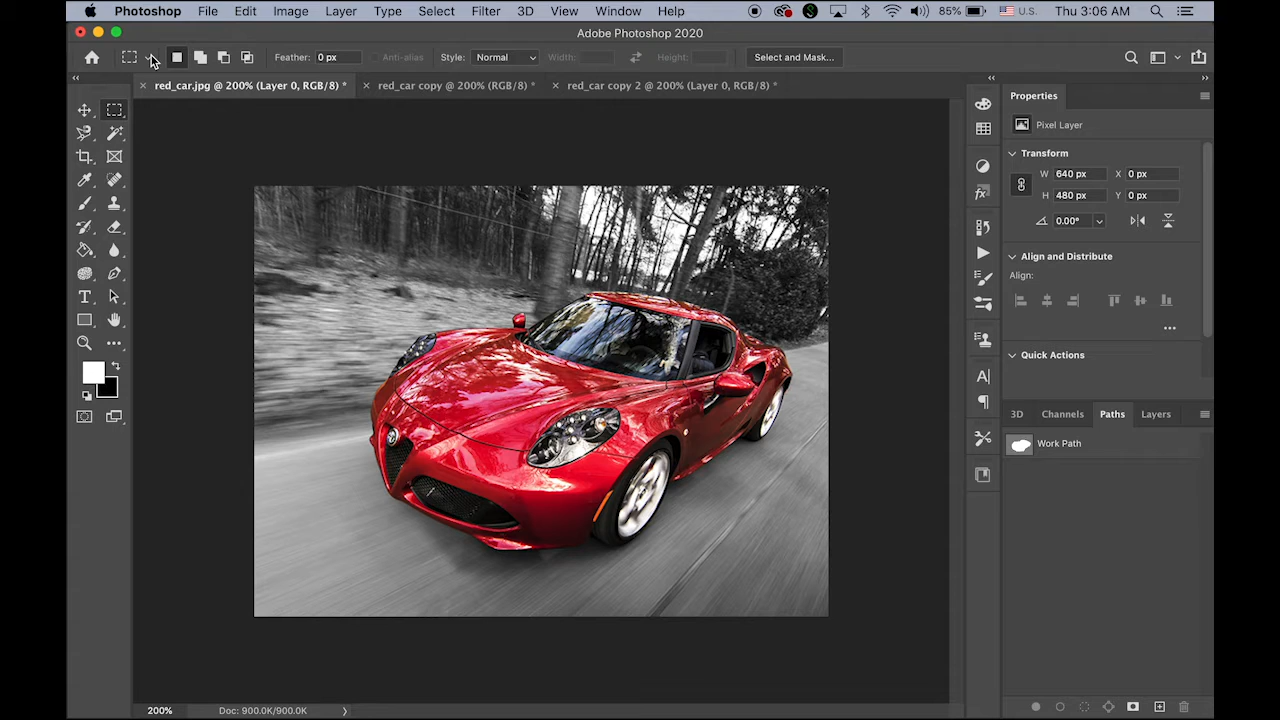 Photoshop File Edit Image Layer Type Select Filter 3D View Window Help 85% U.S. Thu 3:06 AM
Adobe Photoshop 2020
Feather: 0 px Anti-alias Style: Normal Width: Height: Select and Mask...
red_car.jpg @ 200% (Layer 0, RGB/8) * red_car copy @ 200% (RGB/8) * red_car copy 2 @ 200% (Layer 0, RGB/8) *
Properties
Pixel Layer
Transform
W 640 px X 0 px
H 480 px Y 0 px
0.00°
Align and Distribute
Align:
Quick Actions
3D Channels Paths Layers
Work Path
200% Doc: 900.0K/900.0K